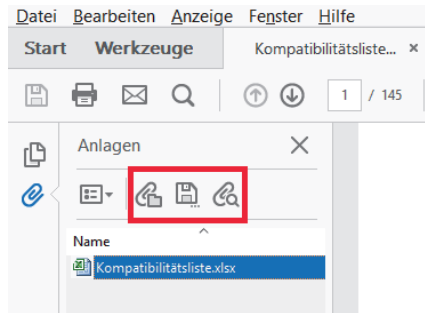 Datei Bearbeiten Anzeige Fenster Hilfe
Start Werkzeuge Kompatibilitätsliste... ×
1 / 145
Anlagen
Name
Kompatibilitätsliste.xlsx